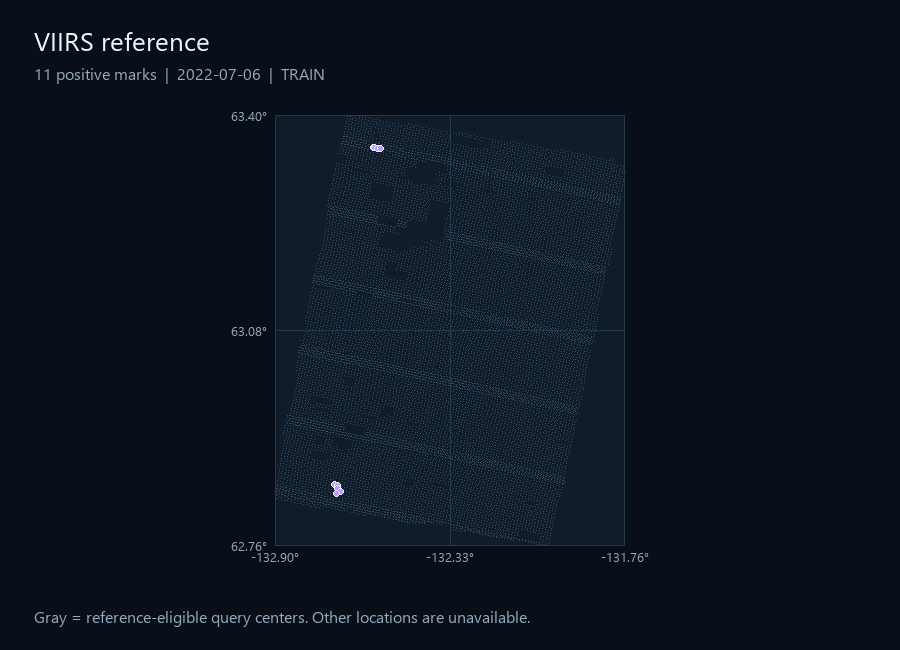 VIIRS reference
11 positive marks | 2022-07-06 | TRAIN
63.40°
63.08°
62.76°
-132.90° -132.33° -131.76°
Gray = reference-eligible query centers. Other locations are unavailable.